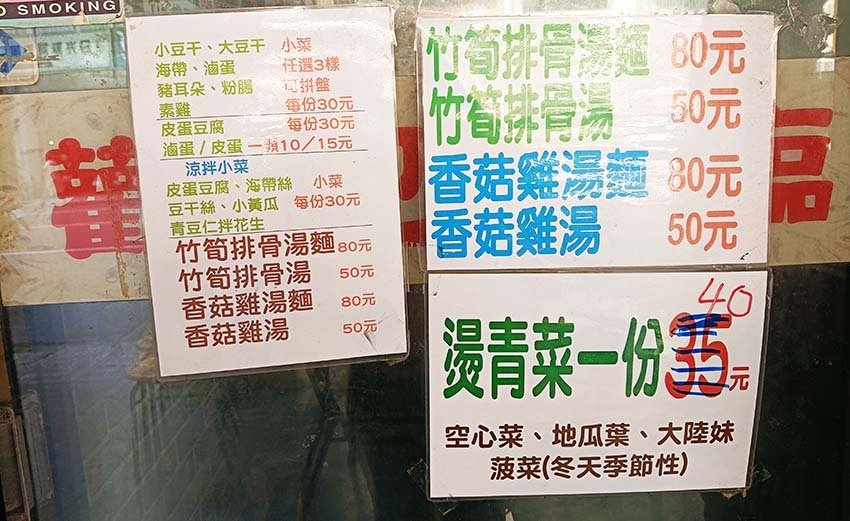 O SMOKING
小豆干、大豆干 小菜
海帶、滷蛋 任選3樣
豬耳朵、粉腸 可拼盤
素雞 每份30元
皮蛋豆腐 每份30元
滷蛋/皮蛋 一顆10/15元
涼拌小菜
皮蛋豆腐、海帶絲 小菜
豆干絲、小黃瓜 每份30元
青豆仁拌花生
竹筍排骨湯麵 80元
竹筍排骨湯 50元
香菇雞湯麵 80元
香菇雞湯 50元
竹筍排骨湯麵 80元
竹筍排骨湯 50元
香菇雞湯麵 80元
香菇雞湯 50元
40
燙青菜一份35元
空心菜、地瓜葉、大陸妹
菠菜(冬天季節性)
臨